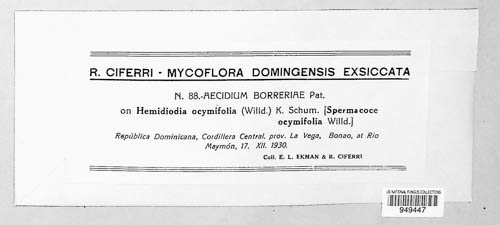 R. CIFERRI - MYCOFLORA DOMINGENSIS EXSICCATA
N. 88.-AECIDIUM BORRERIAE Pat.
on Hemidiodia ocymifolia (Willd.) K. Schum. [Spermacoce
ocymifolia Willd.]
República Dominicana, Cordillera Central. prov. La Vega, Bonao, at Rio
Maymón, 17. XII. 1930.
Coll. E. L. EKMAN & R. CIFERRI
US NATIONAL FUNGUS COLLECTIONS
949447